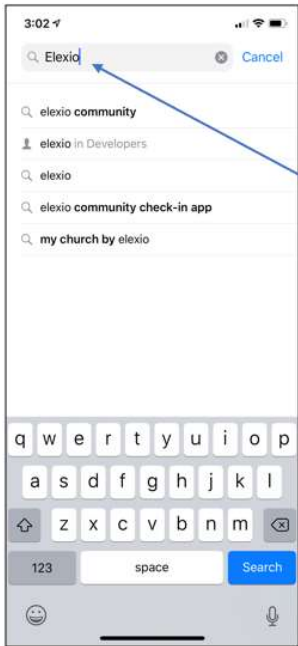 3:02
Elexio
Cancel
elexio community
elexio in Developers
elexio
elexio community check-in app
my church by elexio
q w e r t y u i o p
a s d f g h j k l
z x c v b n m
123 space Search